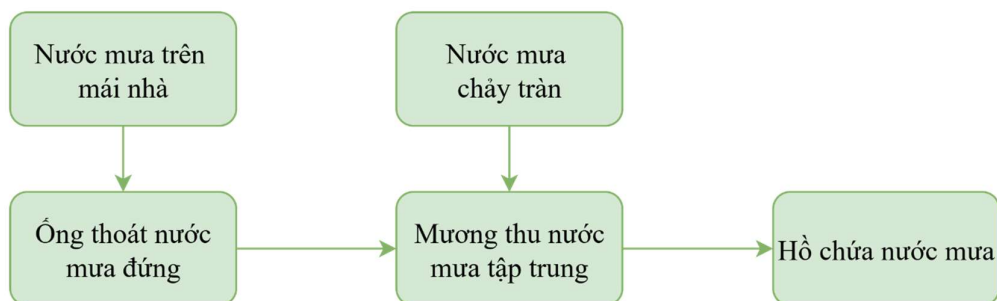 Nước mưa trên
mái nhà
Nước mưa
chảy tràn
Ống thoát nước
mưa đứng
Mương thu nước
mưa tập trung
Hồ chứa nước mưa